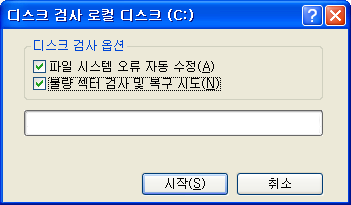 디스크 검사 로컬 디스크 (C:)
디스크 검사 옵션
파일 시스템 오류 자동 수정(A)
불량 섹터 검사 및 복구 시도(N)
시작(S) 취소